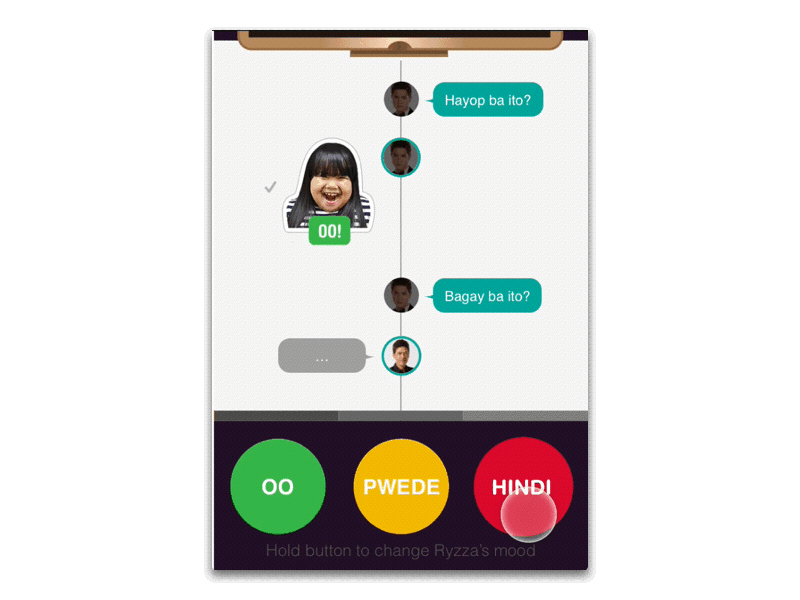 Hayop ba ito?
OO!
Bagay ba ito?
...
OO
PWEDE
HINDI
Hold button to change Ryzza's mood